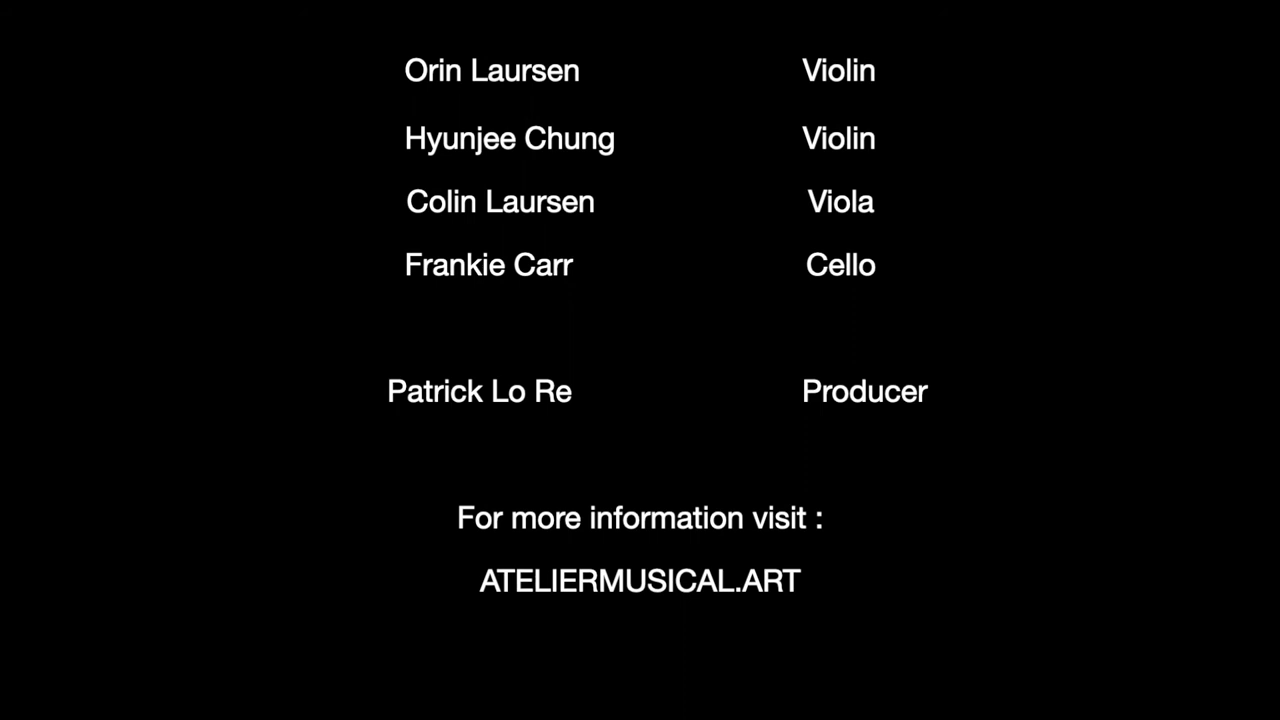 Orin Laursen Violin
Hyunjee Chung Violin
Colin Laursen Viola
Frankie Carr Cello
Patrick Lo Re Producer
For more information visit :
ATELIERMUSICAL.ART